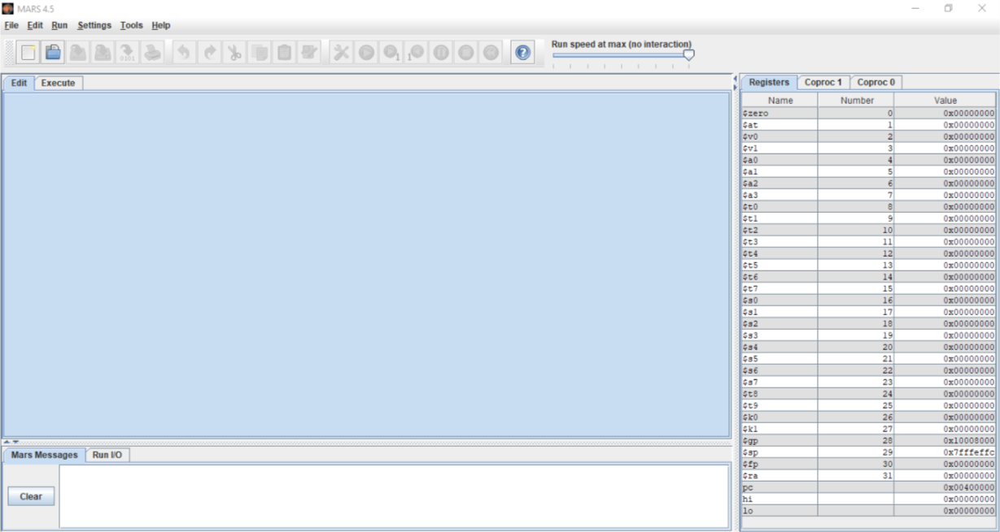 MARS 4.5
File Edit Run Settings Tools Help
Run speed at max (no interaction)
Edit Execute
Registers Coproc 1 Coproc 0
Name Number Value
$zero 0 0x00000000
$at 1 0x00000000
$v0 2 0x00000000
$v1 3 0x00000000
$a0 4 0x00000000
$a1 5 0x00000000
$a2 6 0x00000000
$a3 7 0x00000000
$t0 8 0x00000000
$t1 9 0x00000000
$t2 10 0x00000000
$t3 11 0x00000000
$t4 12 0x00000000
$t5 13 0x00000000
$t6 14 0x00000000
$t7 15 0x00000000
$s0 16 0x00000000
$s1 17 0x00000000
$s2 18 0x00000000
$s3 19 0x00000000
$s4 20 0x00000000
$s5 21 0x00000000
$s6 22 0x00000000
$s7 23 0x00000000
$t8 24 0x00000000
$t9 25 0x00000000
$k0 26 0x00000000
$k1 27 0x00000000
$gp 28 0x10008000
$sp 29 0x7fffeffc
$fp 30 0x00000000
$ra 31 0x00000000
pc 0x00400000
hi 0x00000000
lo 0x00000000
Mars Messages Run I/O
Clear